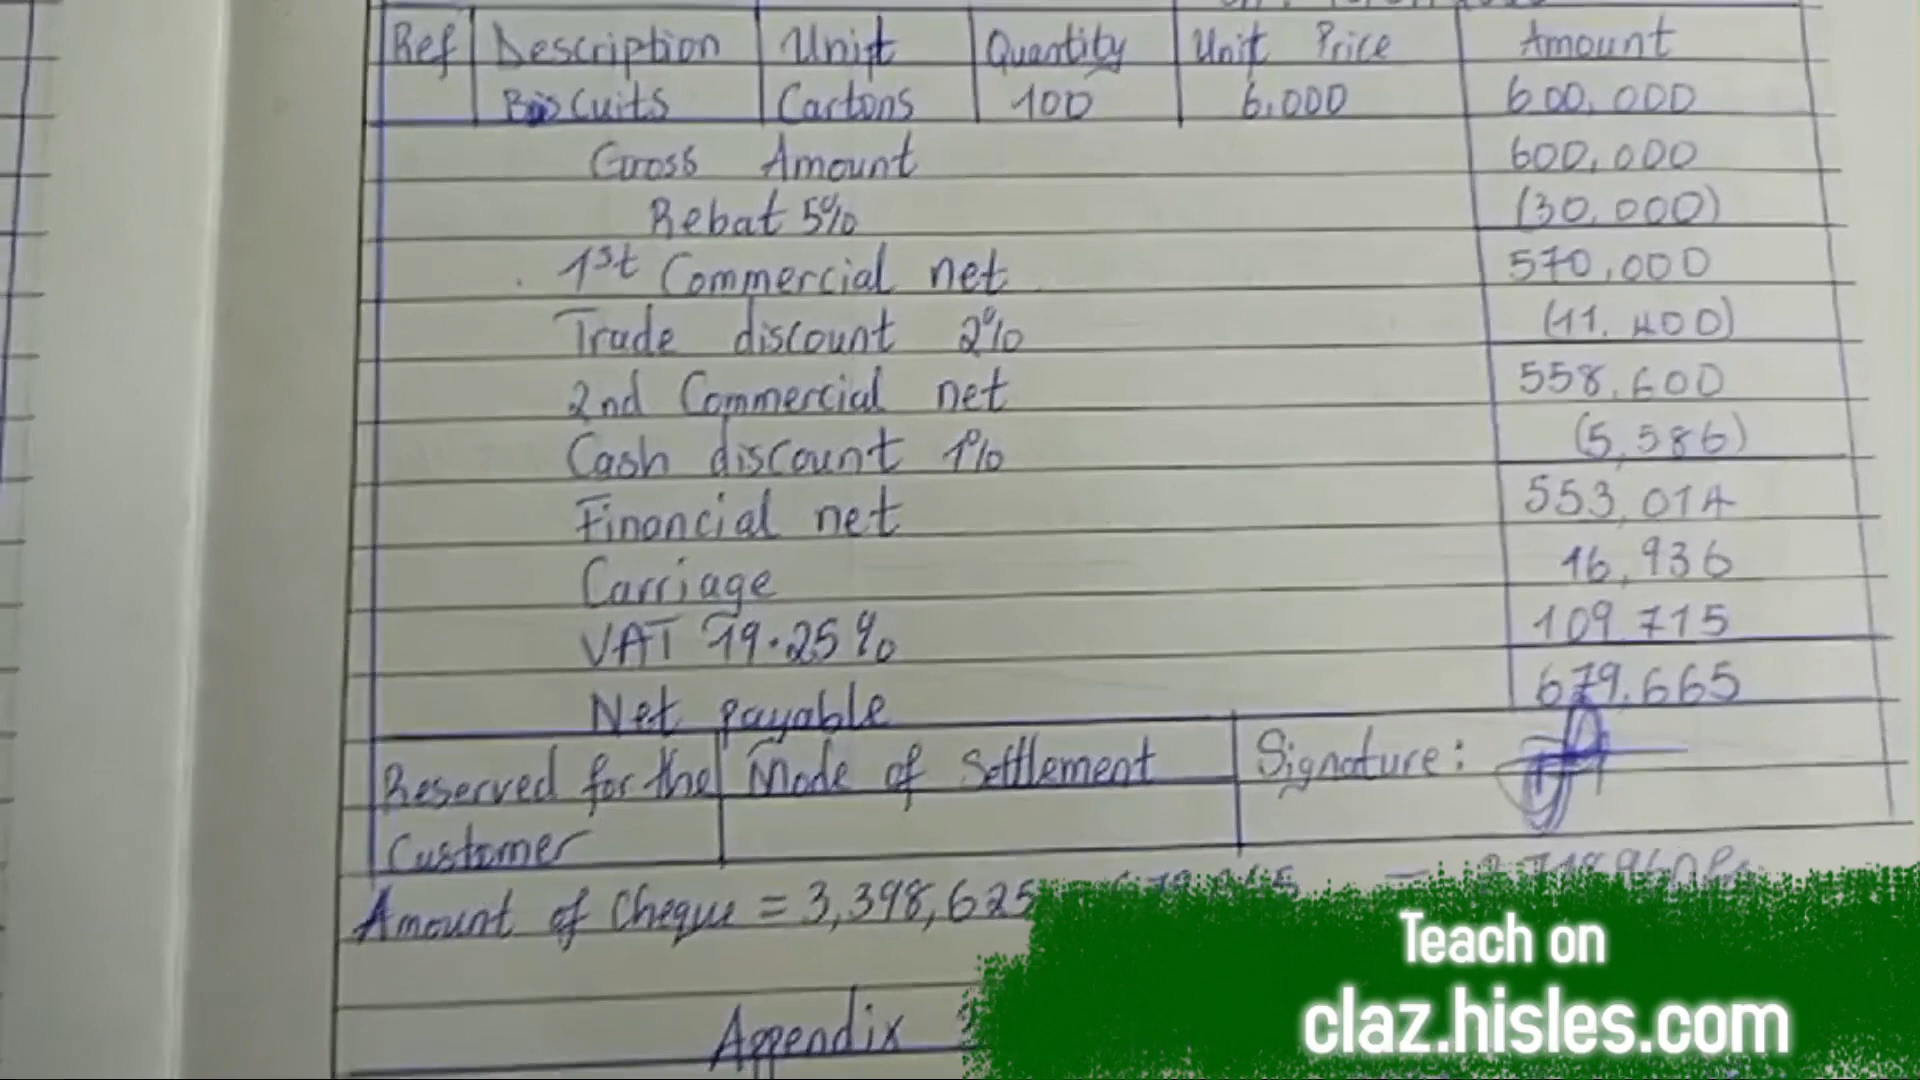 Ref Description Unit Quantity Unit Price Amount
Biscuits Cartons 100 6,000 600,000
Gross Amount 600,000
Rebat 5% (30,000)
1st Commercial net 570,000
Trade discount 2% (11,400)
2nd Commercial net 558,600
Cash discount 1% (5,586)
Financial net 553,014
Carriage 16,936
VAT 19.25% 109,715
Net payable 679,665
Reserved for the Customer Mode of Settlement Signature:
Amount of cheque = 3,398,625
Appendix
Teach on
claz.hisles.com